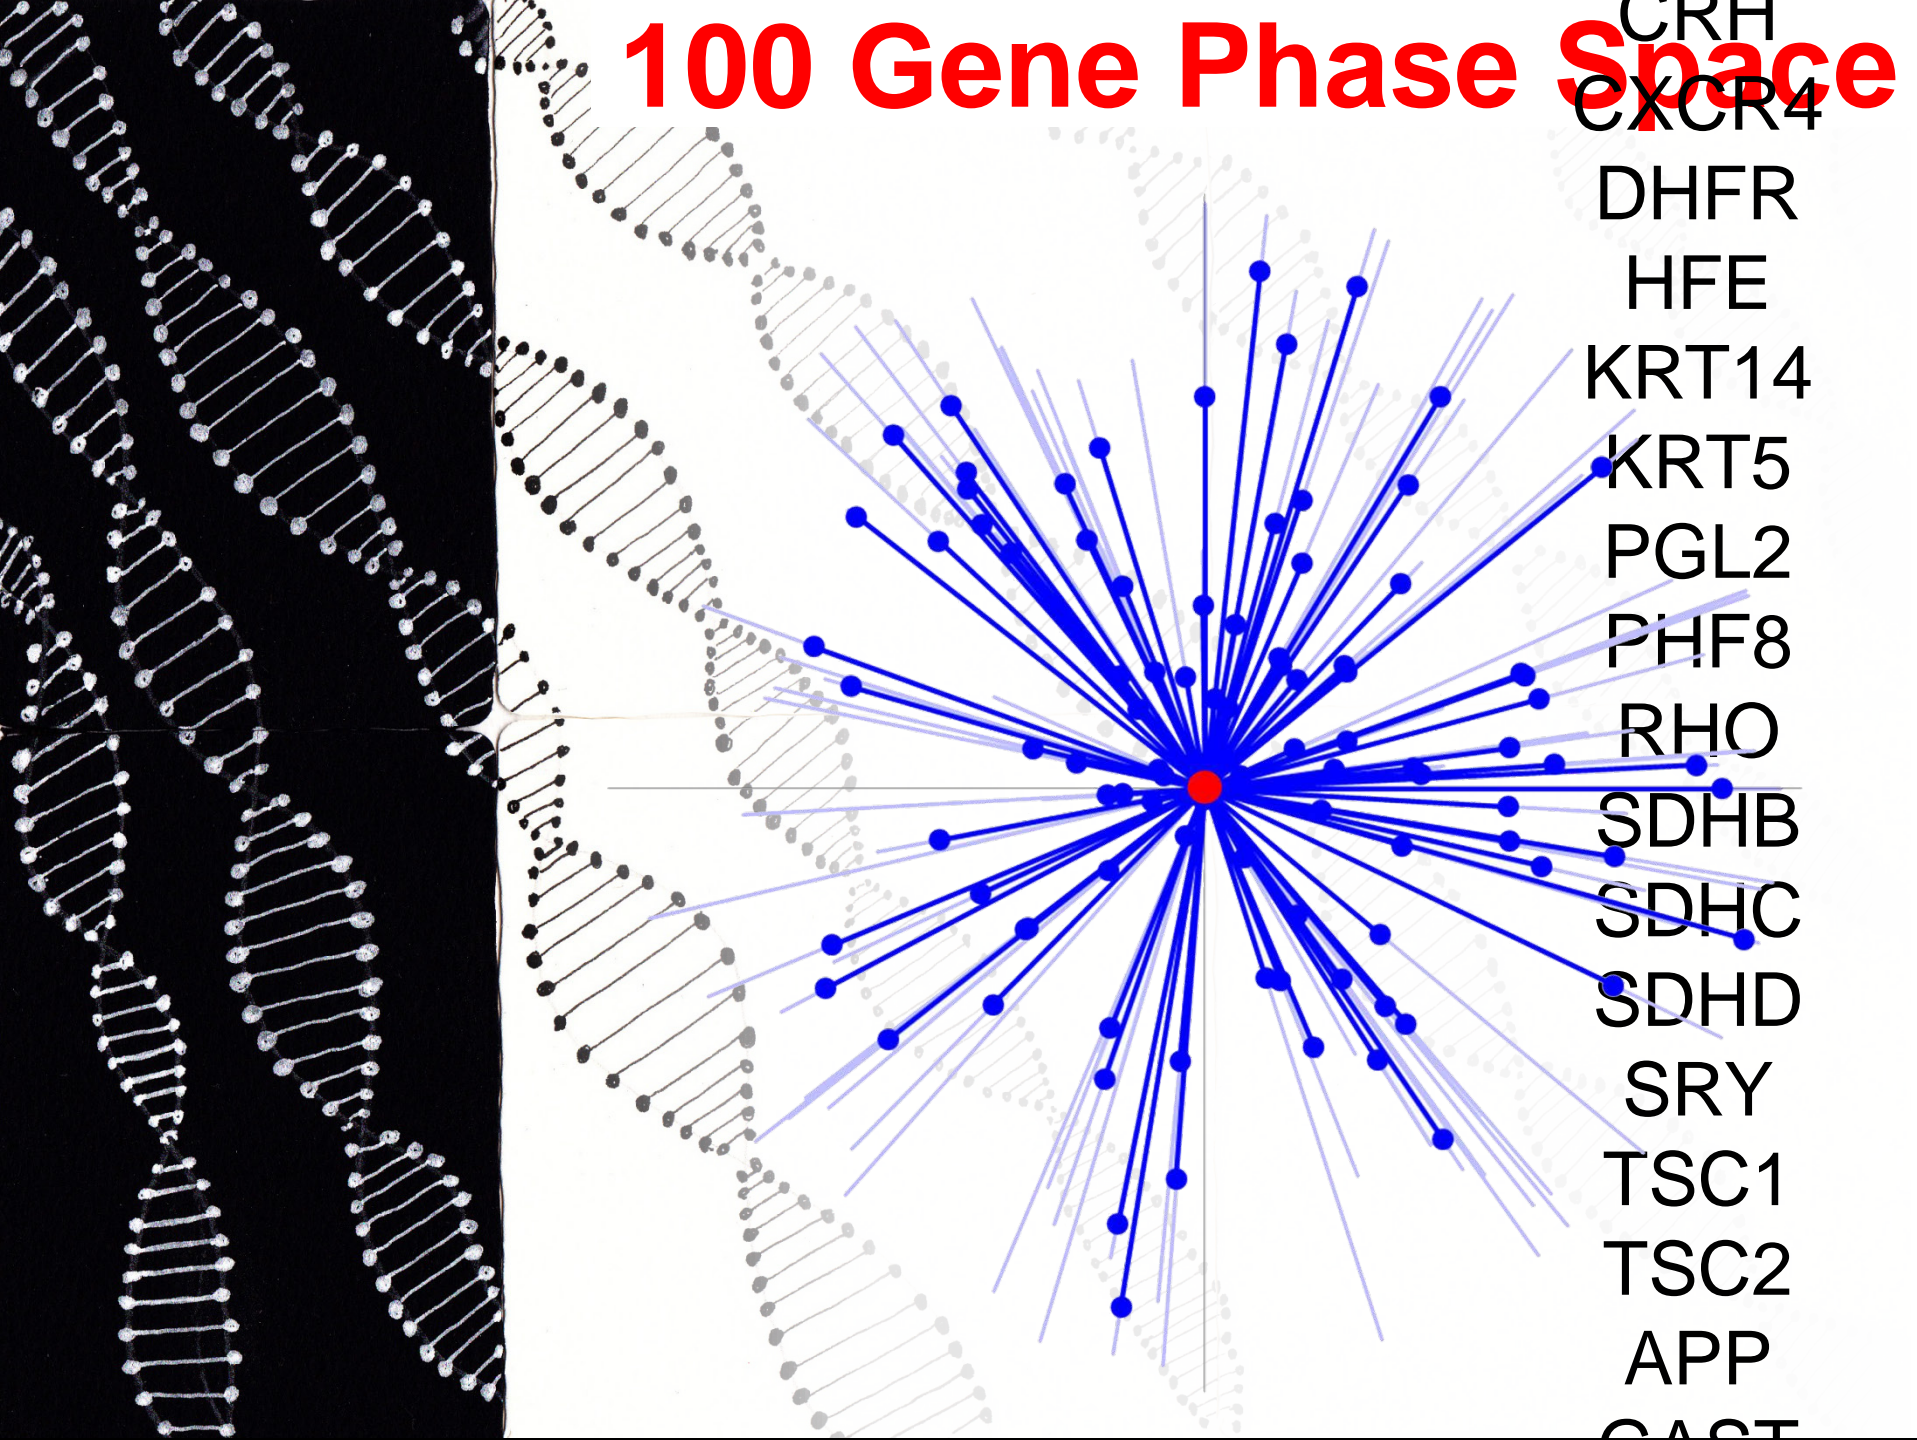 100 Gene Phase Space
CRH
CXCR4
DHFR
HFE
KRT14
KRT5
PGL2
PHF8
RHO
SDHB
SDHC
SDHD
SRY
TSC1
TSC2
APP